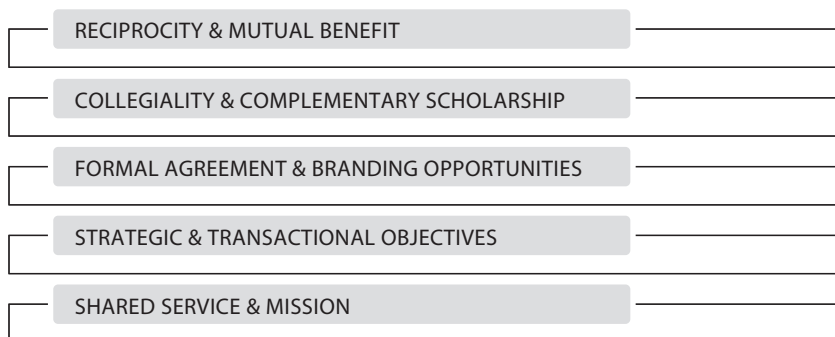 RECIPROCITY & MUTUAL BENEFIT
COLLEGIALITY & COMPLEMENTARY SCHOLARSHIP
FORMAL AGREEMENT & BRANDING OPPORTUNITIES
STRATEGIC & TRANSACTIONAL OBJECTIVES
SHARED SERVICE & MISSION